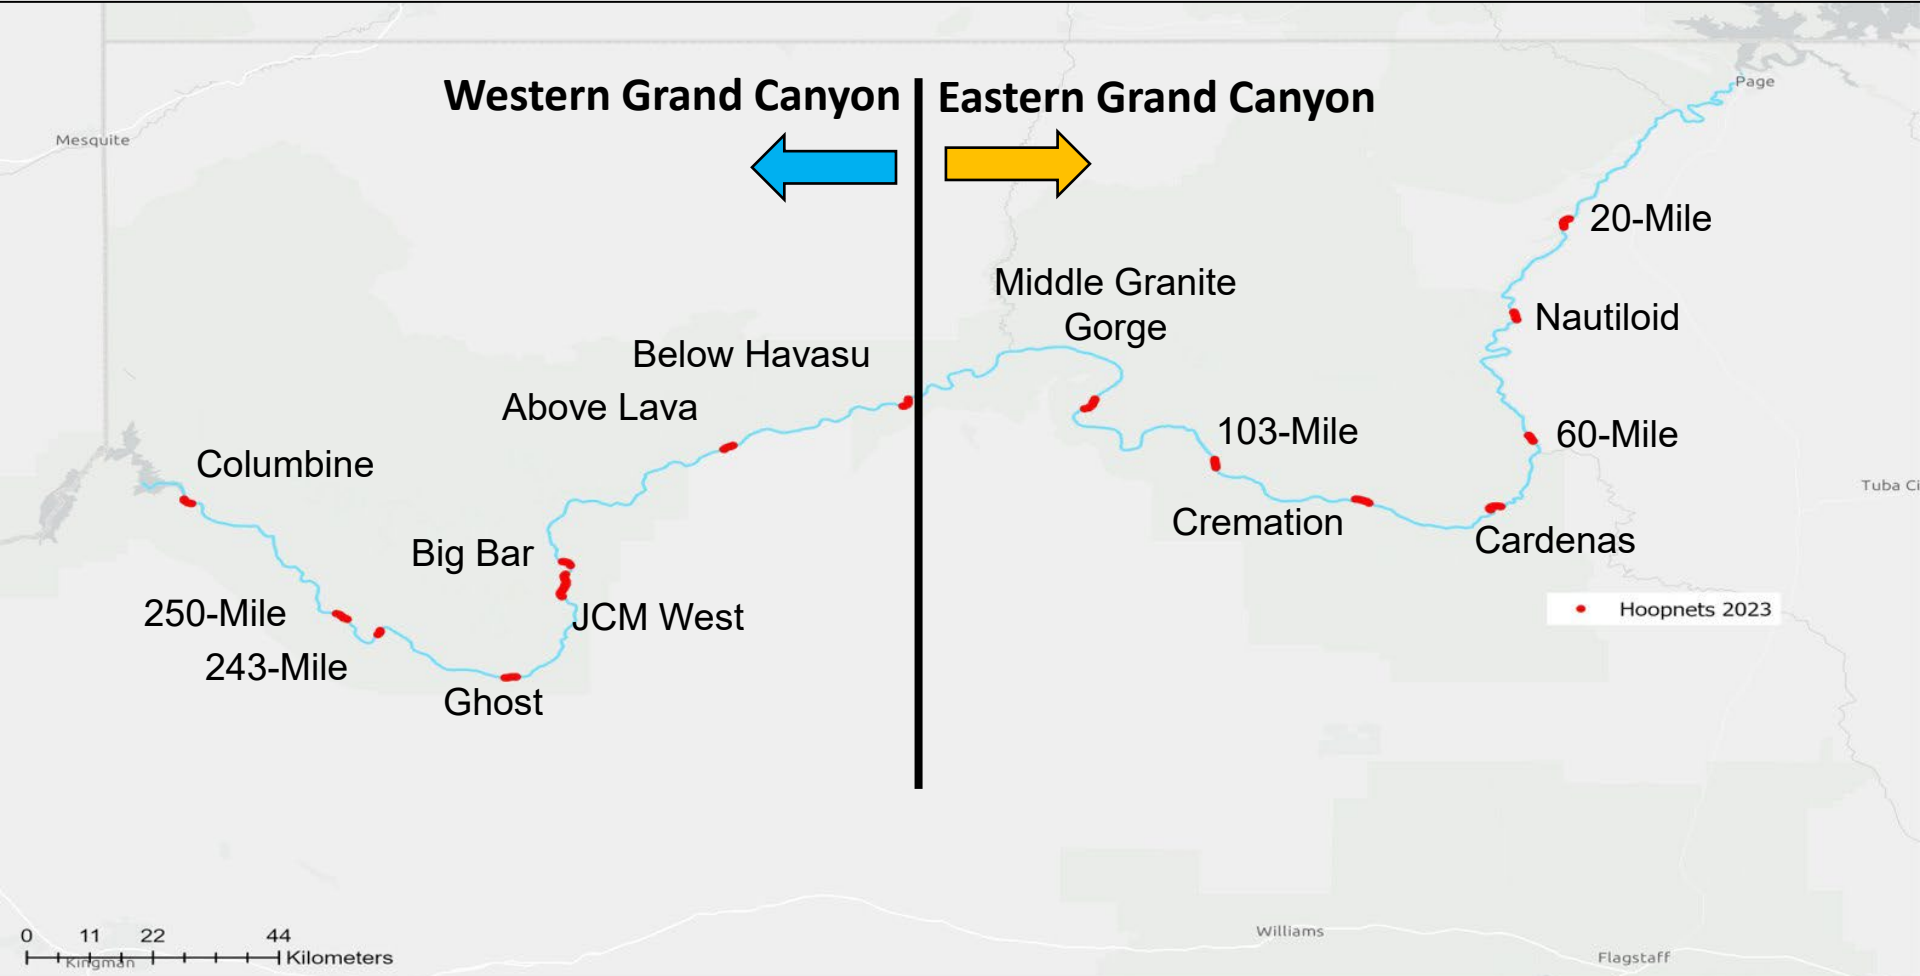 Western Grand Canyon
Eastern Grand Canyon
Page
Mesquite
20-Mile
Middle Granite
Gorge
Nautiloid
Below Havasu
Above Lava
103-Mile
60-Mile
Columbine
Tuba Ci
Cremation
Cardenas
Big Bar
250-Mile
JCM West
Hoopnets 2023
243-Mile
Ghost
Williams
0 11 22 44
Kilometers
Kingman
Flagstaff